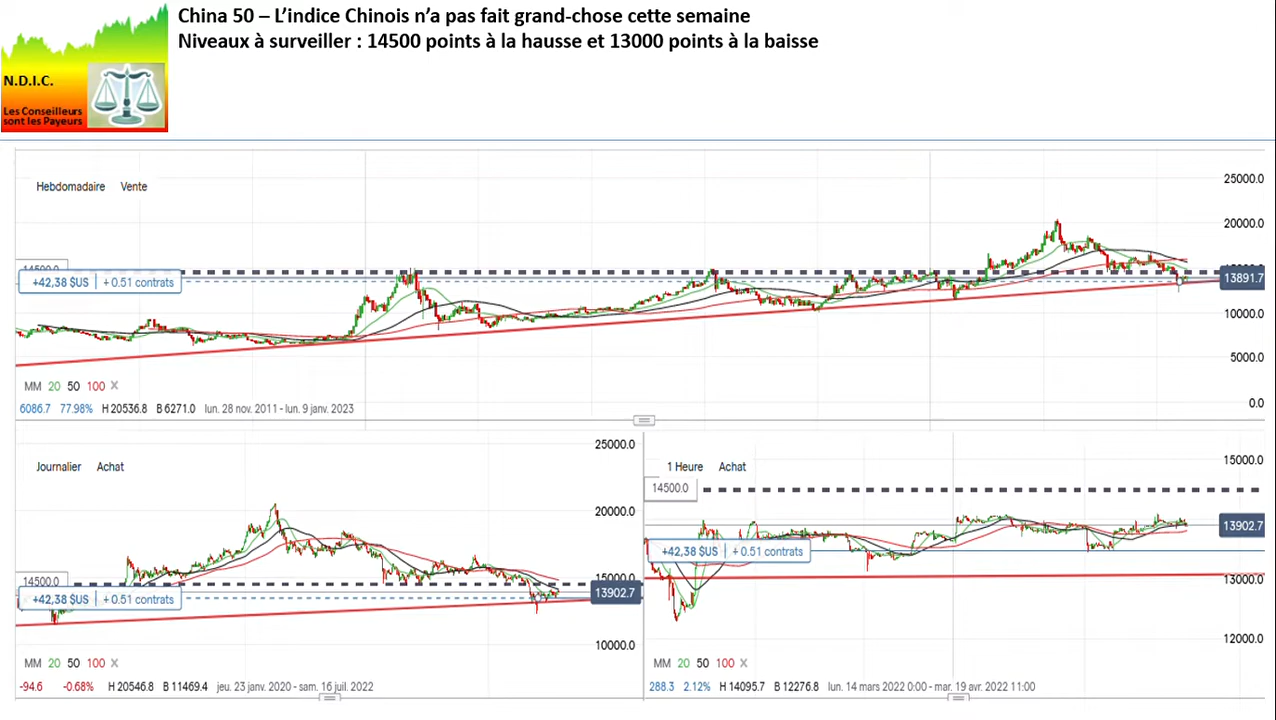 China 50 – L’indice Chinois n’a pas fait grand-chose cette semaine
Niveaux à surveiller : 14500 points à la hausse et 13000 points à la baisse
N.D.I.C.
Les Conseilleurs
sont les Payeurs
Hebdomadaire Vente
25000.0
20000.0
14500.0
+42,38 $US | + 0.51 contrats
13891.7
10000.0
5000.0
MM 20 50 100 X
6086.7 77.98% H 20536.8 B 6271.0 lun. 28 nov. 2011 - lun. 9 janv. 2023
0.0
25000.0
Journalier Achat
20000.0
15000.0
14500.0
+42,38 $US | + 0.51 contrats
13902.7
10000.0
MM 20 50 100 X
-94.6 -0.68% H 20546.8 B 11469.4 jeu. 23 janv. 2020 - sam. 16 juil. 2022
15000.0
1 Heure Achat
14500.0
13902.7
+42,38 $US | + 0.51 contrats
13000.0
12000.0
MM 20 50 100 X
288.3 2.12% H 14095.7 B 12276.8 lun. 14 mars 2022 0:00 - mar. 19 avr. 2022 11:00